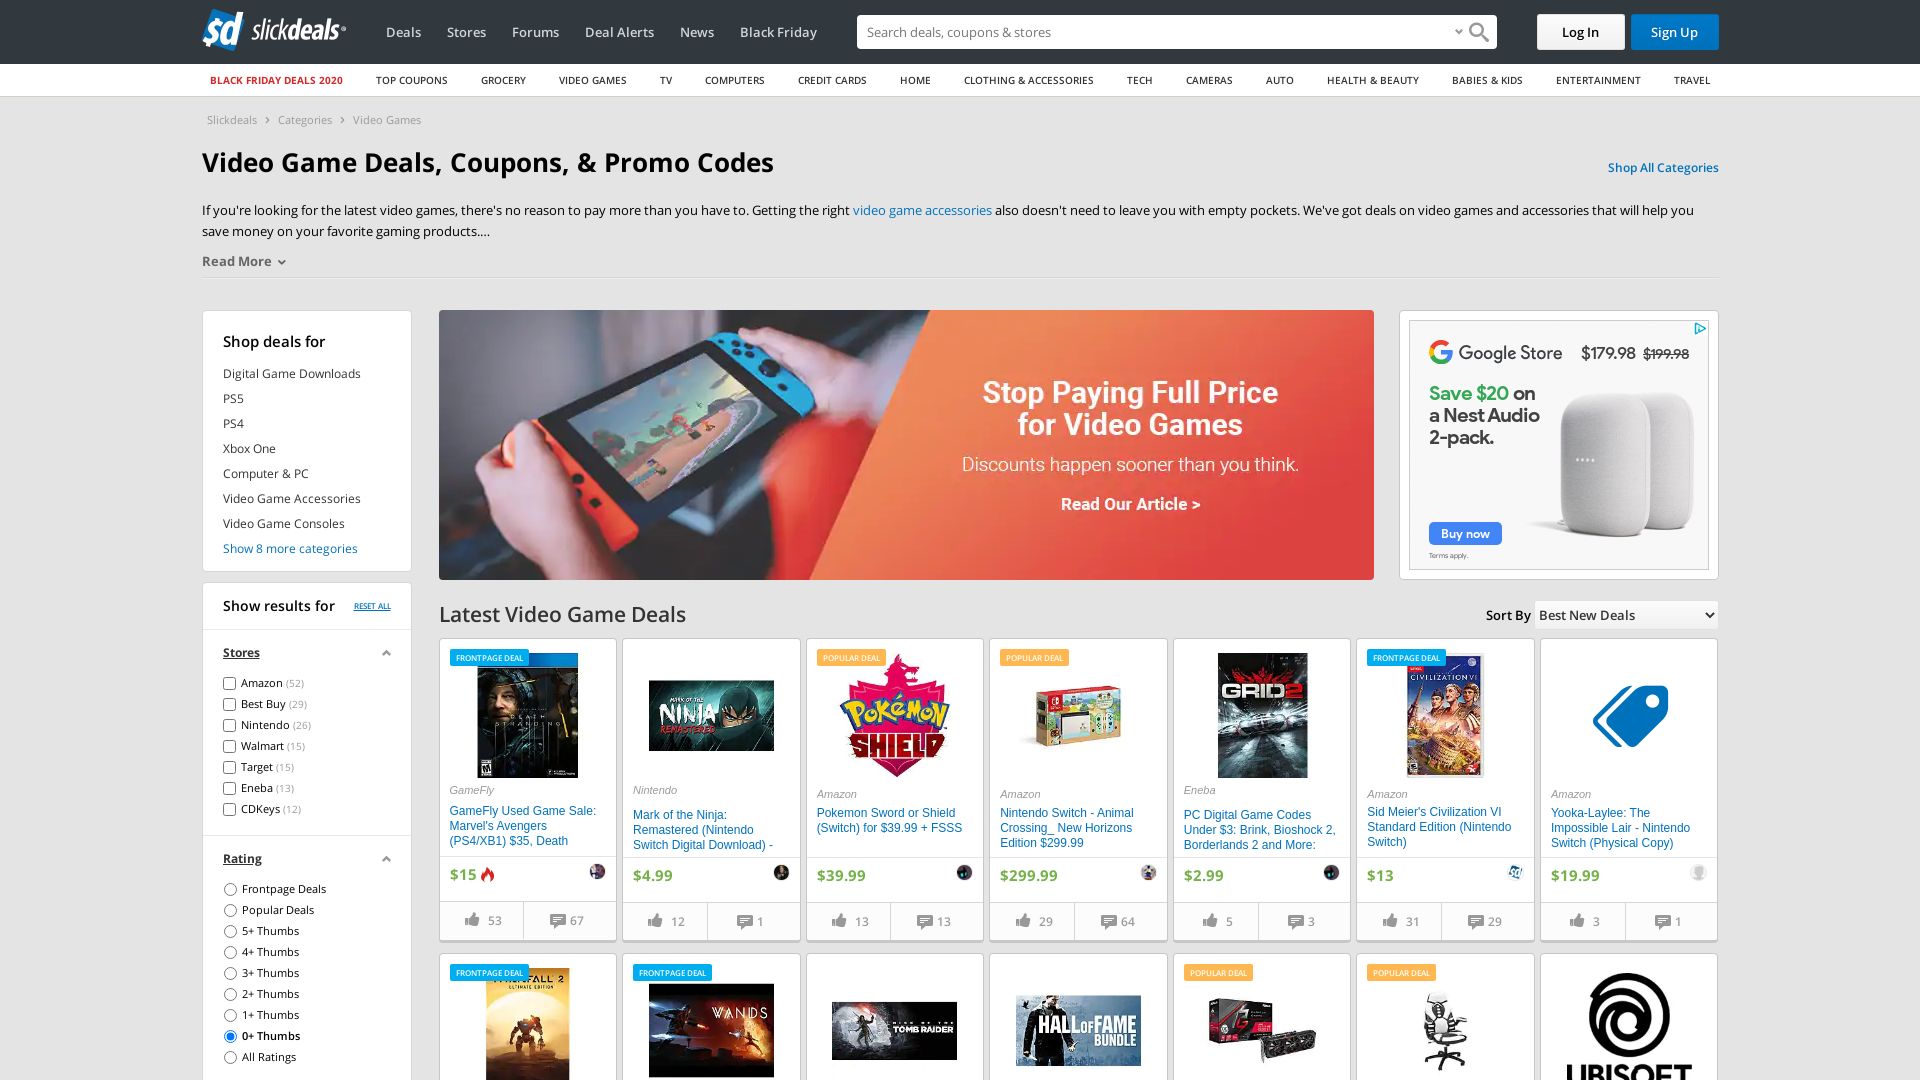 sd slickdeals
Deals
Stores
Forums
Deal Alerts
News
Black Friday
Search deals, coupons & stores
Log In
Sign Up
BLACK FRIDAY DEALS 2020
TOP COUPONS
GROCERY
VIDEO GAMES
TV
COMPUTERS
CREDIT CARDS
HOME
CLOTHING & ACCESSORIES
TECH
CAMERAS
AUTO
HEALTH & BEAUTY
BABIES & KIDS
ENTERTAINMENT
TRAVEL
Slickdeals > Categories > Video Games
Video Game Deals, Coupons, & Promo Codes
Shop All Categories
If you're looking for the latest video games, there's no reason to pay more than you have to. Getting the right video game accessories also doesn't need to leave you with empty pockets. We've got deals on video games and accessories that will help you
save money on your favorite gaming products....
Read More
Shop deals for
Digital Game Downloads
PS5
PS4
Xbox One
Computer & PC
Video Game Accessories
Video Game Consoles
Show 8 more categories
Show results for
RESET ALL
Stores
Amazon (52)
Best Buy (29)
Nintendo (26)
Walmart (15)
Target (15)
Eneba (13)
CDKeys (12)
Rating
Frontpage Deals
Popular Deals
5+ Thumbs
4+ Thumbs
3+ Thumbs
2+ Thumbs
1+ Thumbs
0+ Thumbs
All Ratings
Stop Paying Full Price
for Video Games
Discounts happen sooner than you think.
Read Our Article >
Google Store
$179.98 $199.98
Save $20 on
a Nest Audio
2-pack.
Buy now
Terms apply.
Latest Video Game Deals
Sort By
Best New Deals
FRONTPAGE DEAL
DEATH
STRANDING
GameFly
GameFly Used Game Sale:
Marvel's Avengers
(PS4/XB1) $35, Death
$15
53
67
MARK OF THE
NINJA
REMASTERED
Nintendo
Mark of the Ninja:
Remastered (Nintendo
Switch Digital Download) -
$4.99
12
1
POPULAR DEAL
POKéMON
SHIELD
Amazon
Pokemon Sword or Shield
(Switch) for $39.99 + FSSS
$39.99
13
13
POPULAR DEAL
Amazon
Nintendo Switch - Animal
Crossing_ New Horizons
Edition $299.99
$299.99
29
64
GRID2
Eneba
PC Digital Game Codes
Under $3: Brink, Bioshock 2,
Borderlands 2 and More:
$2.99
5
3
FRONTPAGE DEAL
CIVILIZATION VI
Amazon
Sid Meier's Civilization VI
Standard Edition (Nintendo
Switch)
$13
31
29
Amazon
Yooka-Laylee: The
Impossible Lair - Nintendo
Switch (Physical Copy)
$19.99
3
1
FRONTPAGE DEAL
ULTIMATE EDITION
FRONTPAGE DEAL
WANDS
RISE OF THE
TOMB RAIDER
HALL OF FAME
BUNDLE
POPULAR DEAL
POPULAR DEAL
UBISOFT